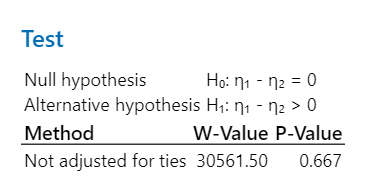 Test
Null hypothesis H₀: η₁ - η₂ = 0
Alternative hypothesis H₁: η₁ - η₂ > 0
Method W-Value P-Value
Not adjusted for ties 30561.50 0.667